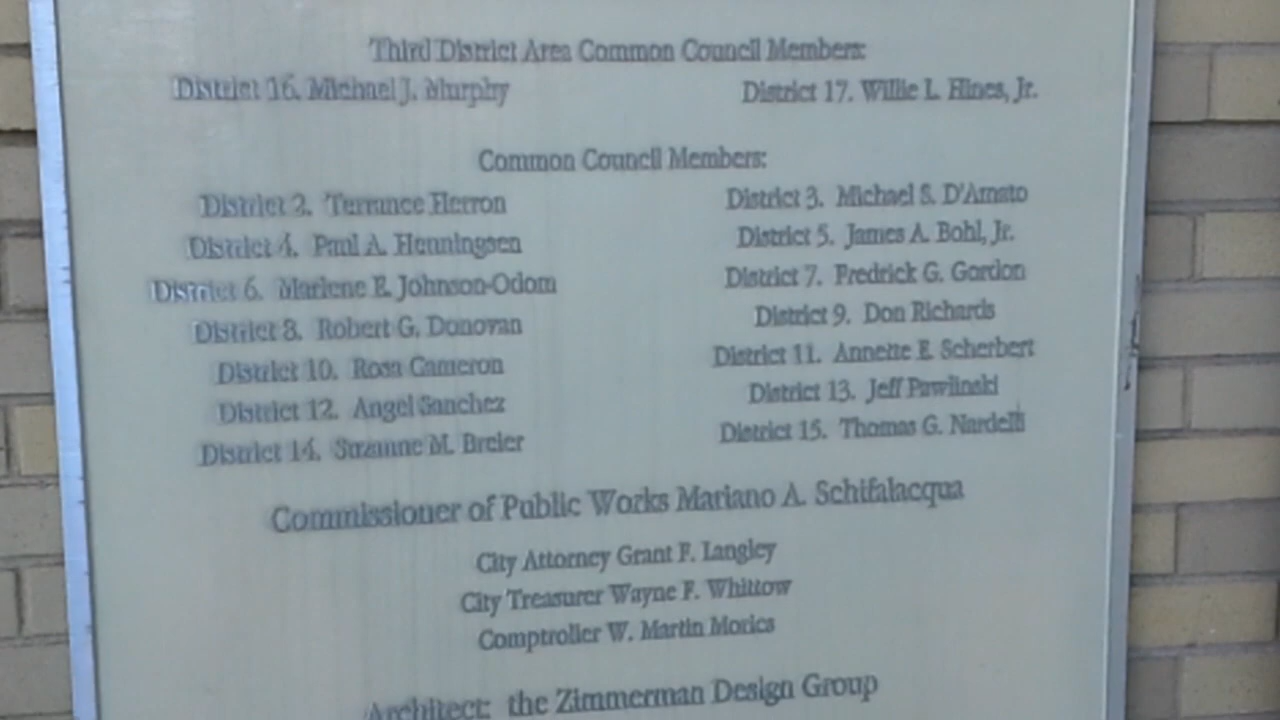 Third District Area Common Council Members:
District 16. Michael J. Murphy District 17. Willie L. Hines, Jr.
Common Council Members:
District 2. Terrance Herron District 3. Michael S. D'Amato
District 4. Paul A. Henningsen District 5. James A. Bohl, Jr.
District 6. Marlene E. Johnson-Odom District 7. Fredrick G. Gordon
District 8. Robert G. Donovan District 9. Don Richards
District 10. Rosa Cameron District 11. Annette E. Scherbert
District 12. Angel Sanchez District 13. Jeff Pawlinski
District 14. Suzanne M. Breier District 15. Thomas G. Nardelli
Commissioner of Public Works Mariano A. Schifalacqua
City Attorney Grant F. Langley
City Treasurer Wayne F. Whittow
Comptroller W. Martin Morics
Architect: the Zimmerman Design Group